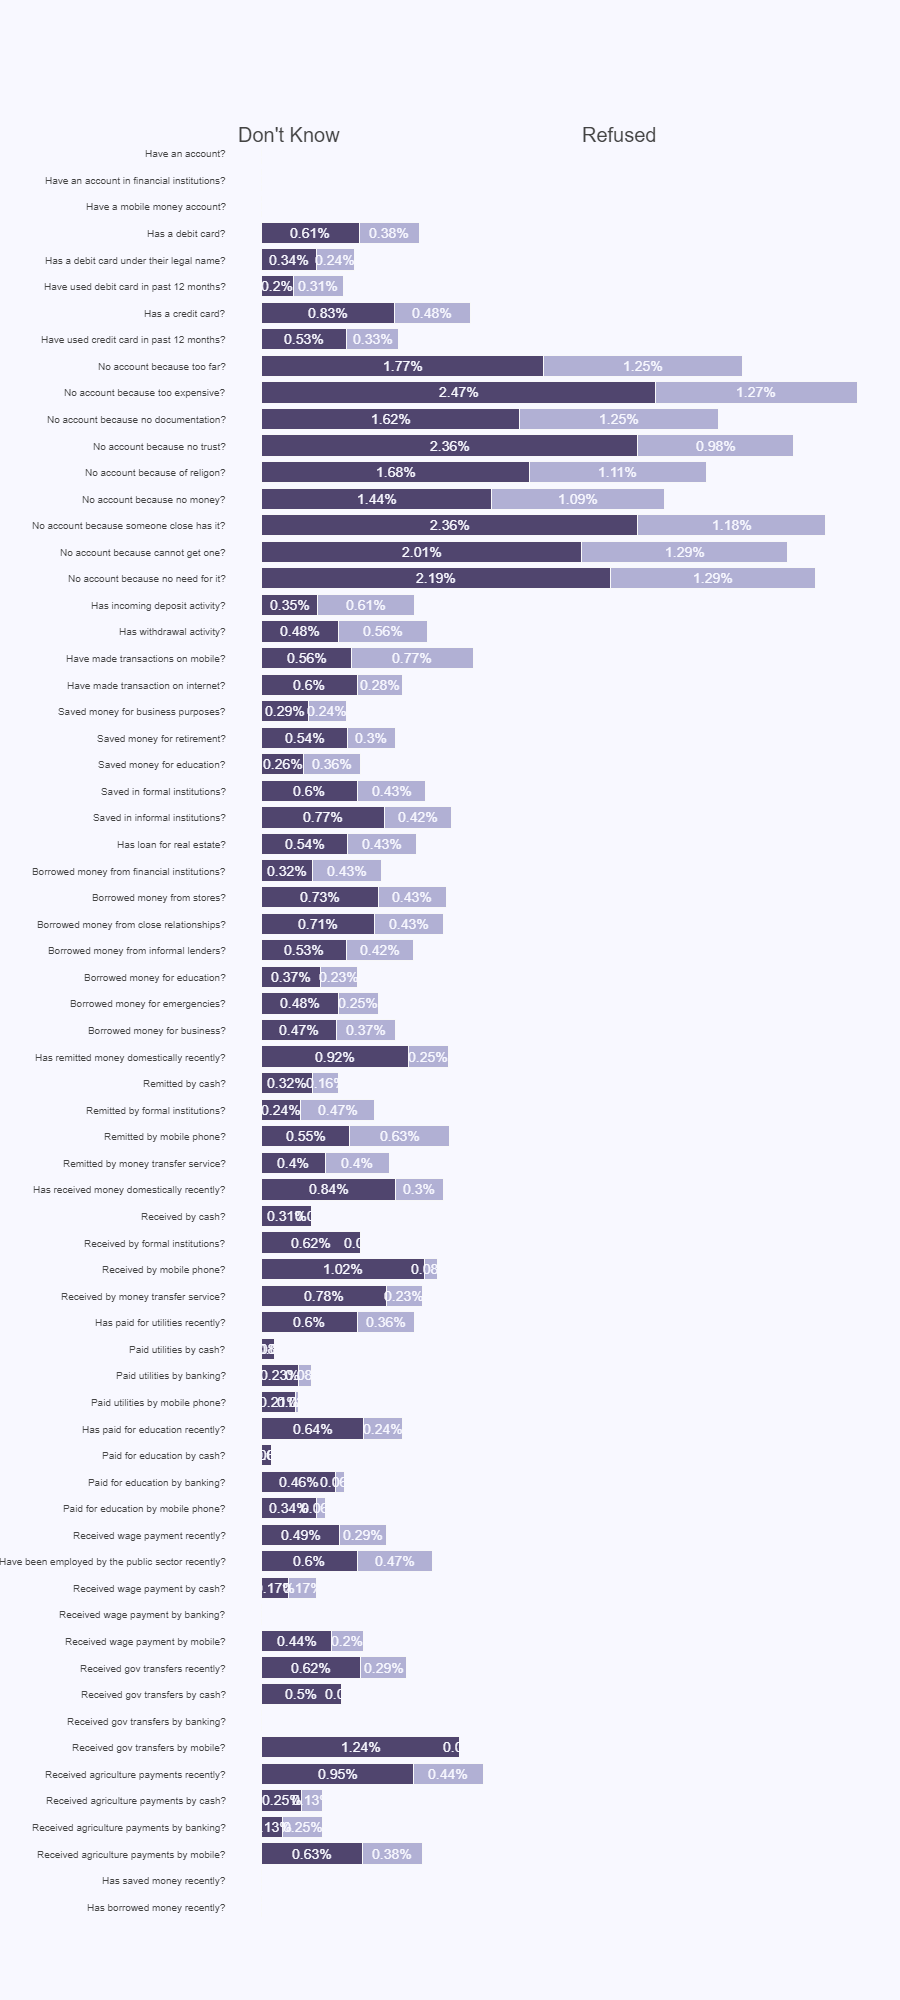 Don't Know Refused
Have an account?
Have an account in financial institutions?
Have a mobile money account?
Has a debit card? 0.61% 0.38%
Has a debit card under their legal name? 0.34% 0.24%
Have used debit card in past 12 months? 0.2% 0.31%
Has a credit card? 0.83% 0.48%
Have used credit card in past 12 months? 0.53% 0.33%
No account because too far? 1.77% 1.25%
No account because too expensive? 2.47% 1.27%
No account because no documentation? 1.62% 1.25%
No account because no trust? 2.36% 0.98%
No account because of religon? 1.68% 1.11%
No account because no money? 1.44% 1.09%
No account because someone close has it? 2.36% 1.18%
No account because cannot get one? 2.01% 1.29%
No account because no need for it? 2.19% 1.29%
Has incoming deposit activity? 0.35% 0.61%
Has withdrawal activity? 0.48% 0.56%
Have made transactions on mobile? 0.56% 0.77%
Have made transaction on internet? 0.6% 0.28%
Saved money for business purposes? 0.29% 0.24%
Saved money for retirement? 0.54% 0.3%
Saved money for education? 0.26% 0.36%
Saved in formal institutions? 0.6% 0.43%
Saved in informal institutions? 0.77% 0.42%
Has loan for real estate? 0.54% 0.43%
Borrowed money from financial institutions? 0.32% 0.43%
Borrowed money from stores? 0.73% 0.43%
Borrowed money from close relationships? 0.71% 0.43%
Borrowed money from informal lenders? 0.53% 0.42%
Borrowed money for education? 0.37% 0.23%
Borrowed money for emergencies? 0.48% 0.25%
Borrowed money for business? 0.47% 0.37%
Has remitted money domestically recently? 0.92% 0.25%
Remitted by cash? 0.32% 0.16%
Remitted by formal institutions? 0.24% 0.47%
Remitted by mobile phone? 0.55% 0.63%
Remitted by money transfer service? 0.4% 0.4%
Has received money domestically recently? 0.84% 0.3%
Received by cash? 0.31%
Received by formal institutions? 0.62%
Received by mobile phone? 1.02% 0.08
Received by money transfer service? 0.78% 0.23%
Has paid for utilities recently? 0.6% 0.36%
Paid utilities by cash?
Paid utilities by banking? 0.23% 0.08
Paid utilities by mobile phone? 0.21%
Has paid for education recently? 0.64% 0.24%
Paid for education by cash?
Paid for education by banking? 0.46% 0.06
Paid for education by mobile phone? 0.34% 0.06
Received wage payment recently? 0.49% 0.29%
Have been employed by the public sector recently? 0.6% 0.47%
Received wage payment by cash? .17% .17%
Received wage payment by banking?
Received wage payment by mobile? 0.44% 0.2%
Received gov transfers recently? 0.62% 0.29%
Received gov transfers by cash? 0.5%
Received gov transfers by banking?
Received gov transfers by mobile? 1.24%
Received agriculture payments recently? 0.95% 0.44%
Received agriculture payments by cash? 0.25% .13%
Received agriculture payments by banking? .13% 0.25%
Received agriculture payments by mobile? 0.63% 0.38%
Has saved money recently?
Has borrowed money recently?